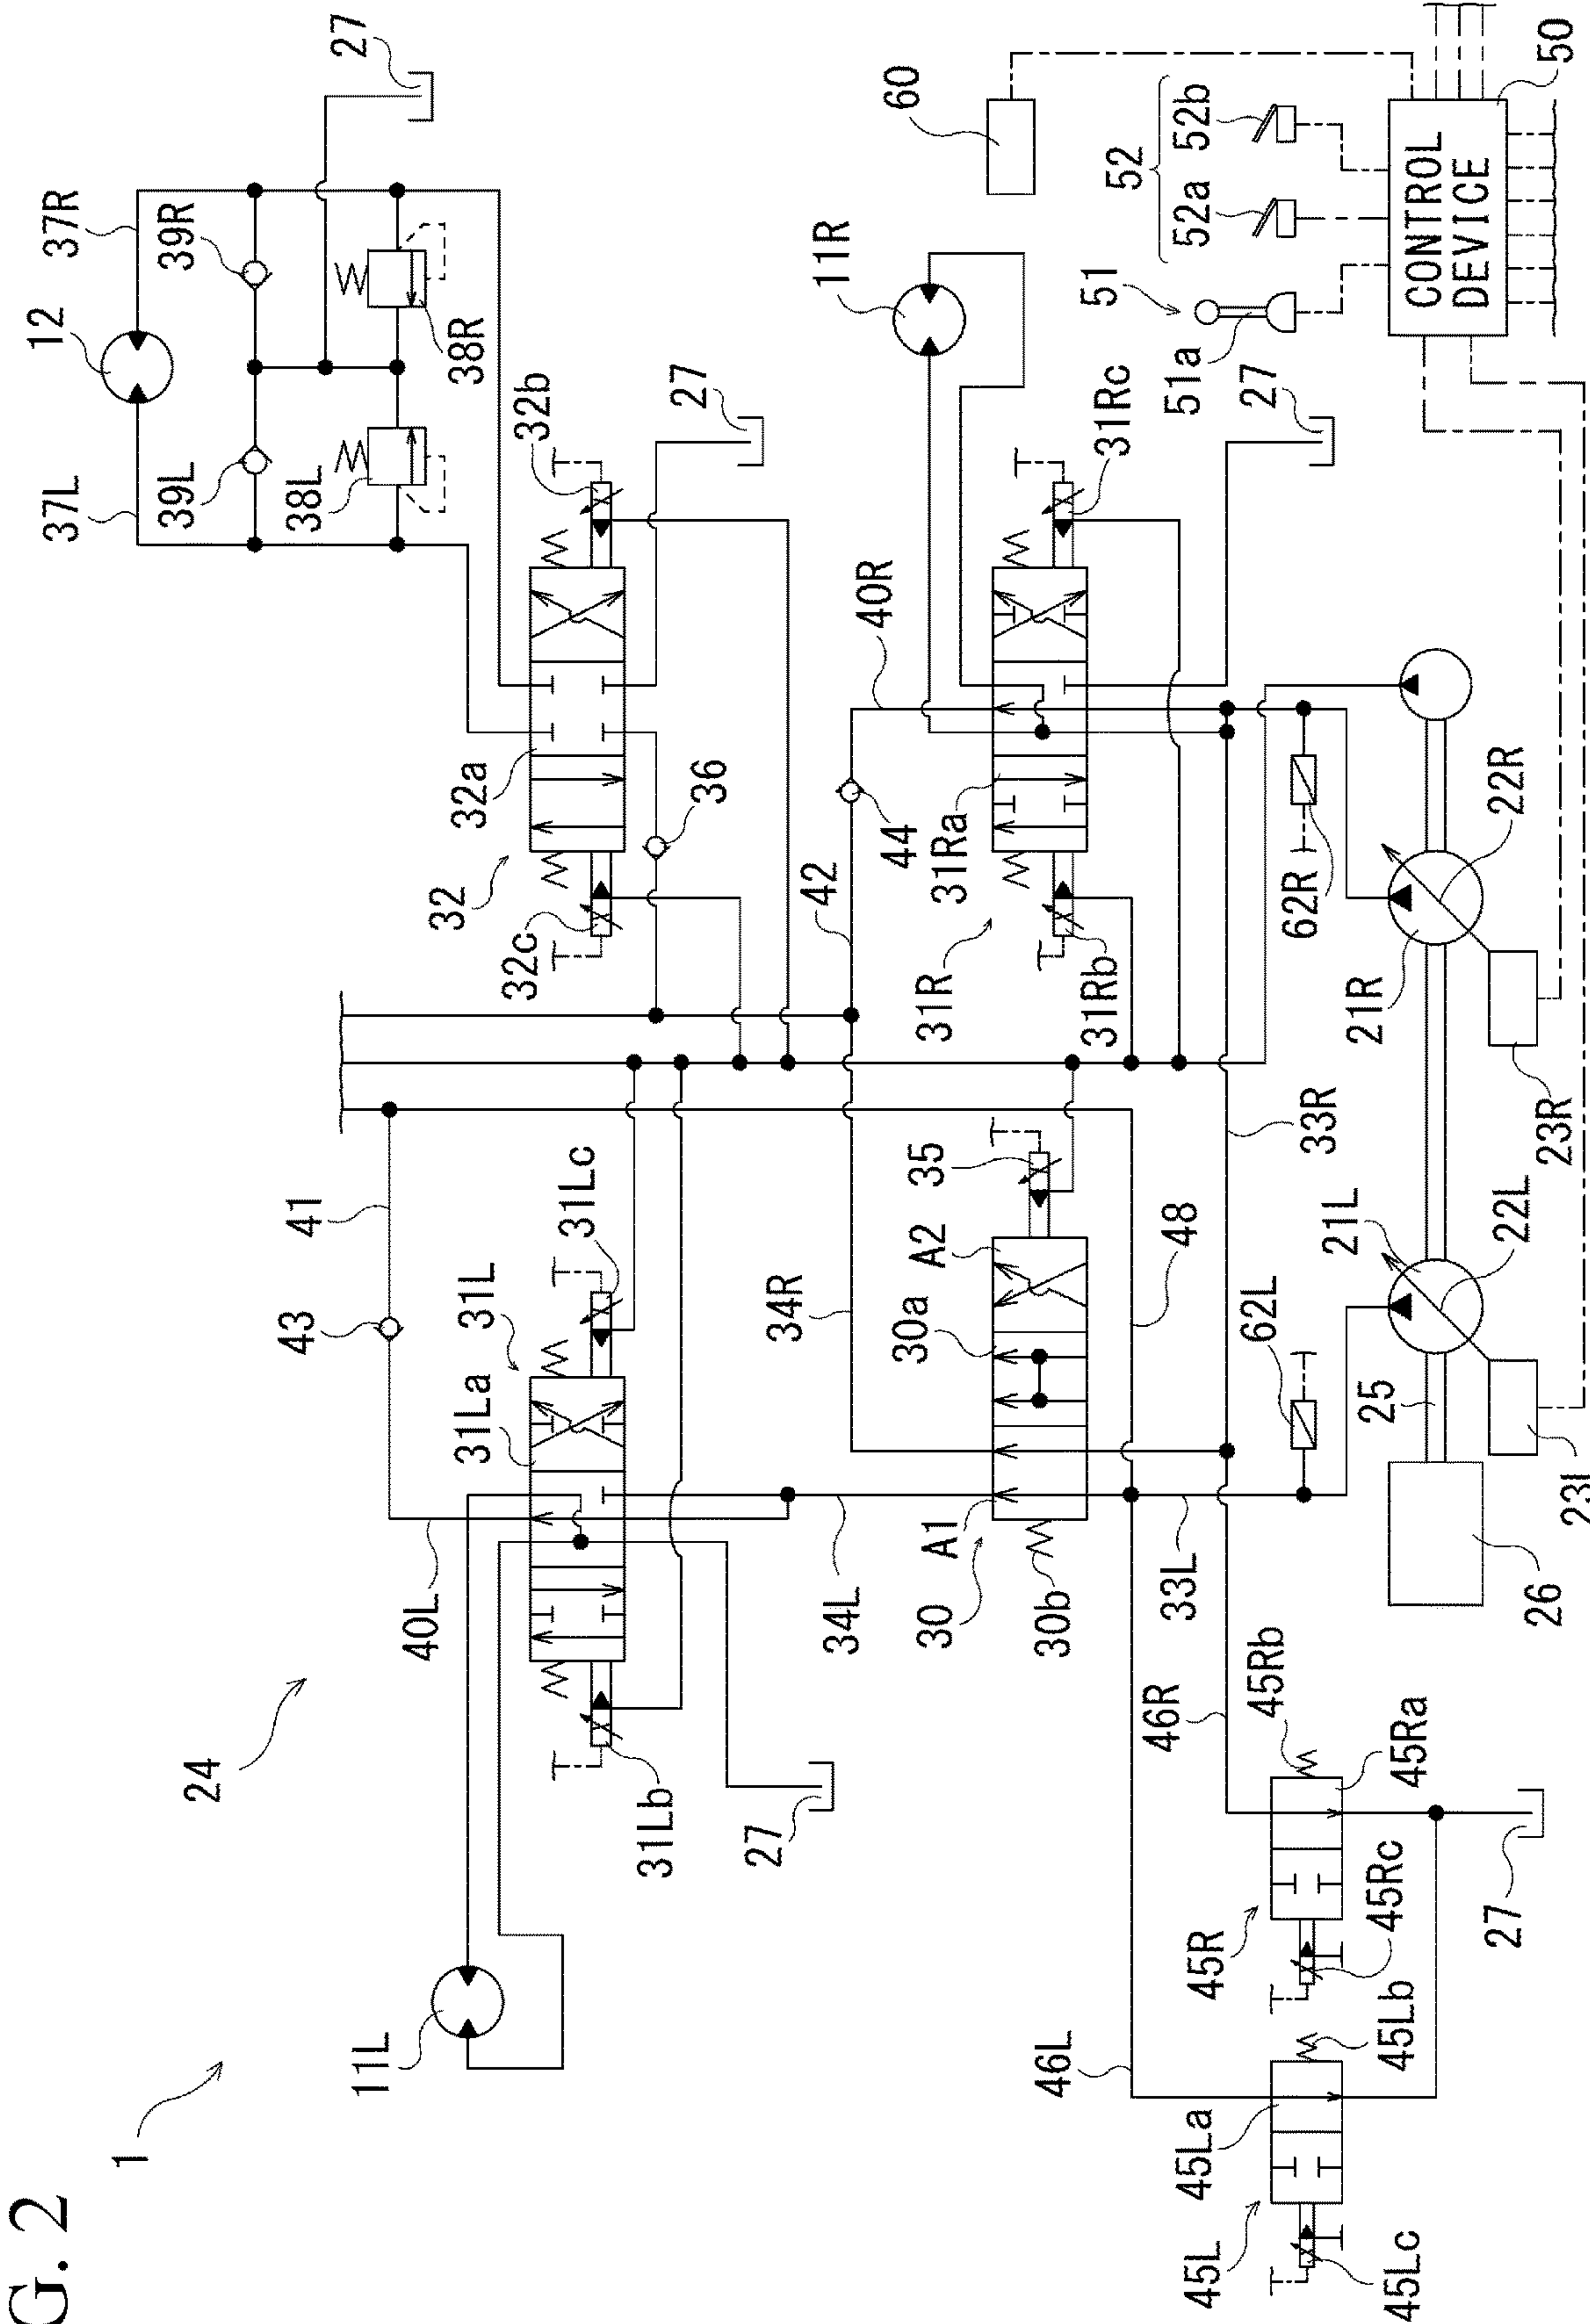 G. 2
1
24
11L
40L
43
41
31L
31La
31Lb
31Lc
27
12
37L
37R
39L
39R
38L
38R
27
32
32a
32b
32c
36
27
34L
34R
42
44
40R
11R
31R
31Ra
31Rb
31Rc
27
30
30a
30b
A1
A2
35
48
33L
33R
46L
46R
45L
45La
45Lb
45Lc
45R
45Ra
45Rb
45Rc
27
62L
62R
21L
22L
23L
21R
22R
23R
25
26
60
51
51a
52
52a
52b
CONTROL
DEVICE
50